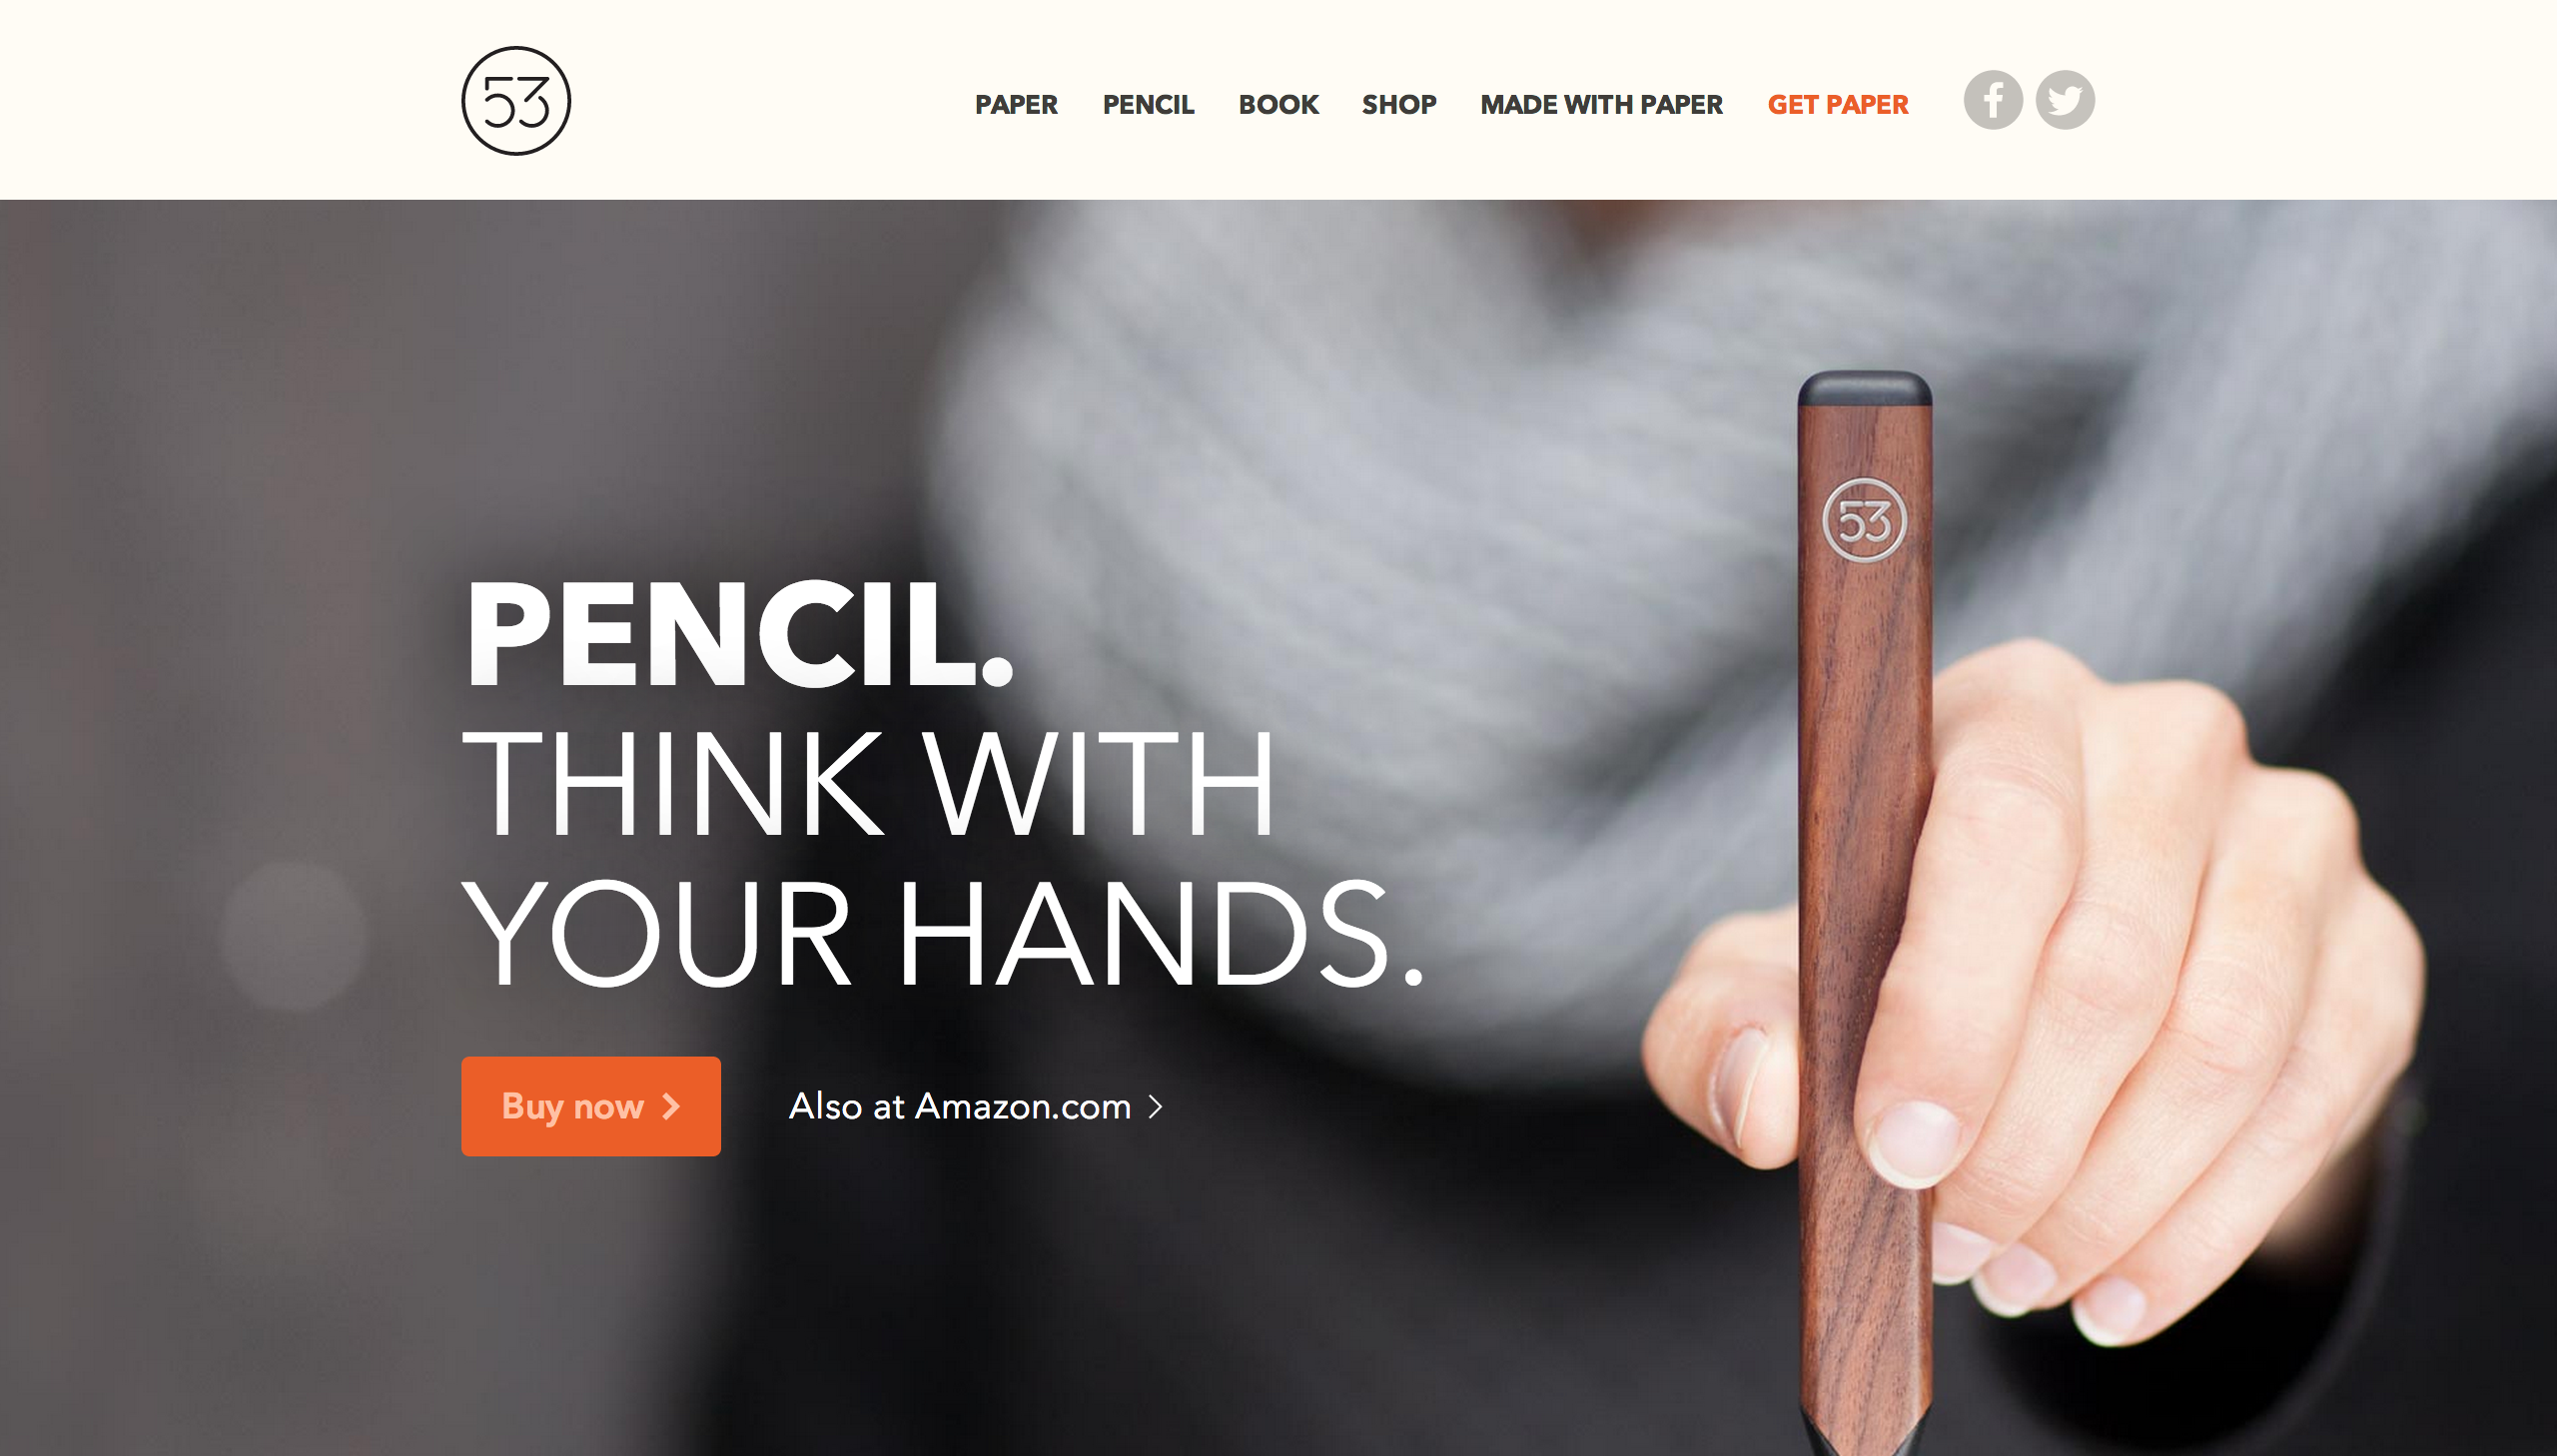 53
PAPER PENCIL BOOK SHOP MADE WITH PAPER GET PAPER
53
PENCIL.
THINK WITH
YOUR HANDS.
Buy now
Also at Amazon.com